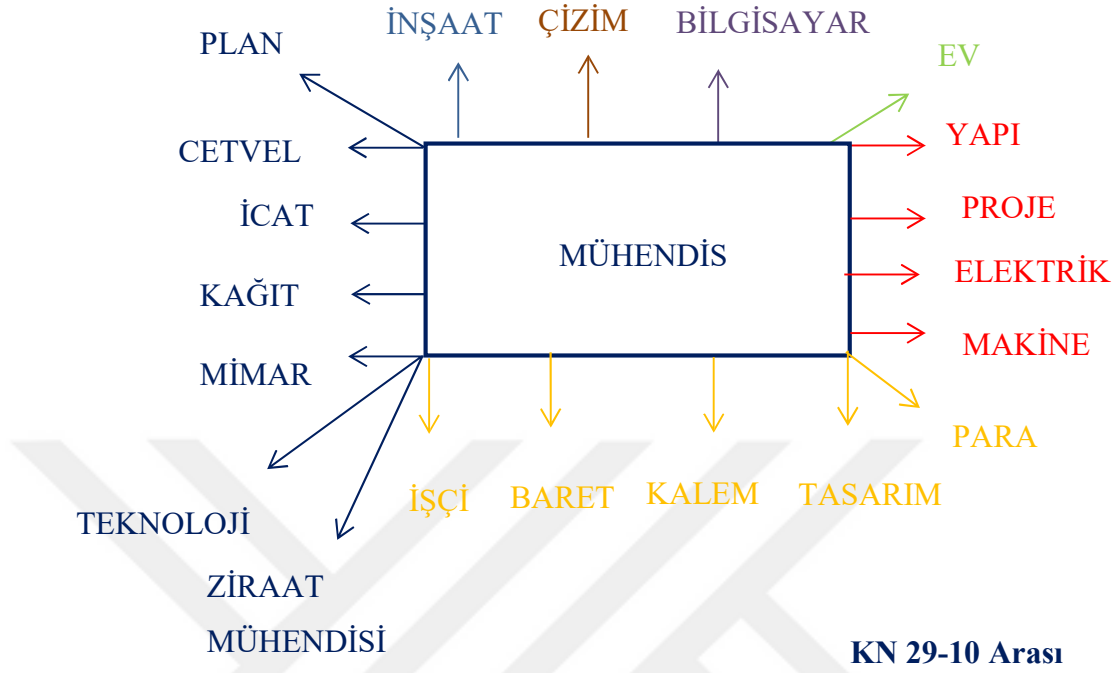 İNŞAAT
ÇİZİM
BİLGİSAYAR
PLAN
EV
CETVEL
YAPI
İCAT
PROJE
MÜHENDİS
ELEKTRİK
KAĞIT
MAKİNE
MİMAR
PARA
İŞÇİ
BARET
KALEM
TASARIM
TEKNOLOJİ
ZİRAAT
MÜHENDİSİ
KN 29-10 Arası